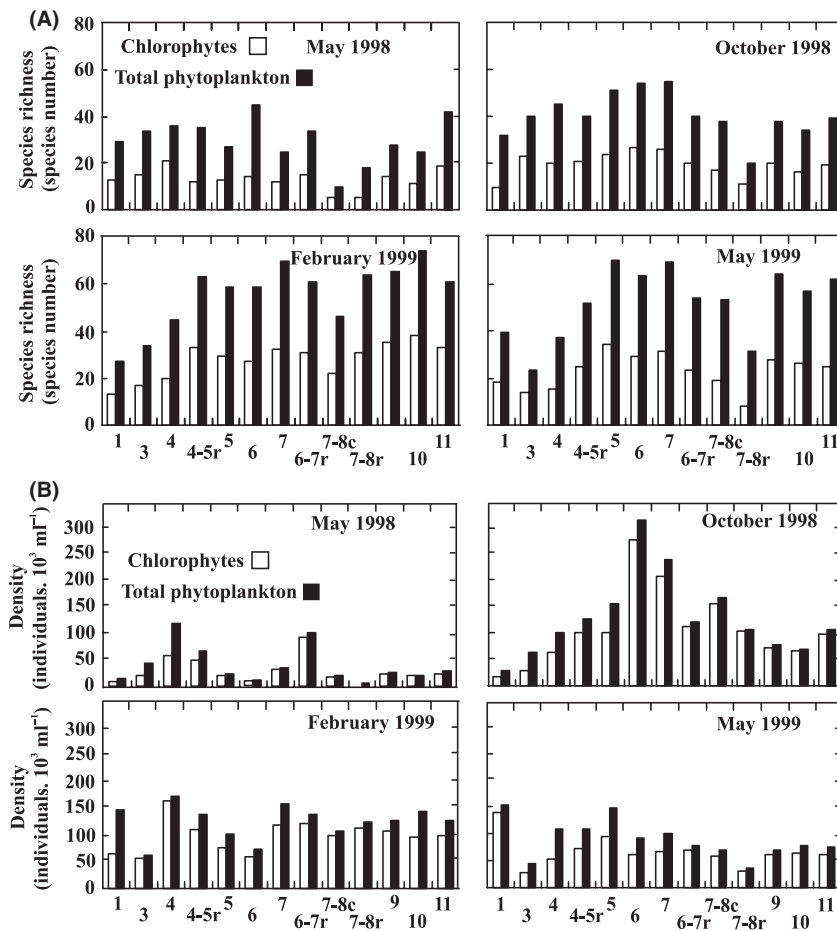 (A)
80
60
40
20
0
Species richness
(species number)
Chlorophytes
Total phytoplankton
May 1998
October 1998
80
60
40
20
0
Species richness
(species number)
February 1999
May 1999
1 3 4 4-5r 5 6 7 6-7r 7-8c 7-8r 10 11
1 3 4 4-5r 5 6 7 6-7r 7-8c 7-8r 10 11
(B)
300
250
200
150
100
50
0
Density
(individuals. 10³ ml⁻¹)
May 1998
Chlorophytes
Total phytoplankton
October 1998
300
250
200
150
100
50
0
Density
(individuals. 10³ ml⁻¹)
February 1999
May 1999
1 3 4 4-5r 5 6 7 6-7r 7-8c 7-8r 9 10 11
1 3 4 4-5r 5 6 7 6-7r 7-8c 7-8r 9 10 11